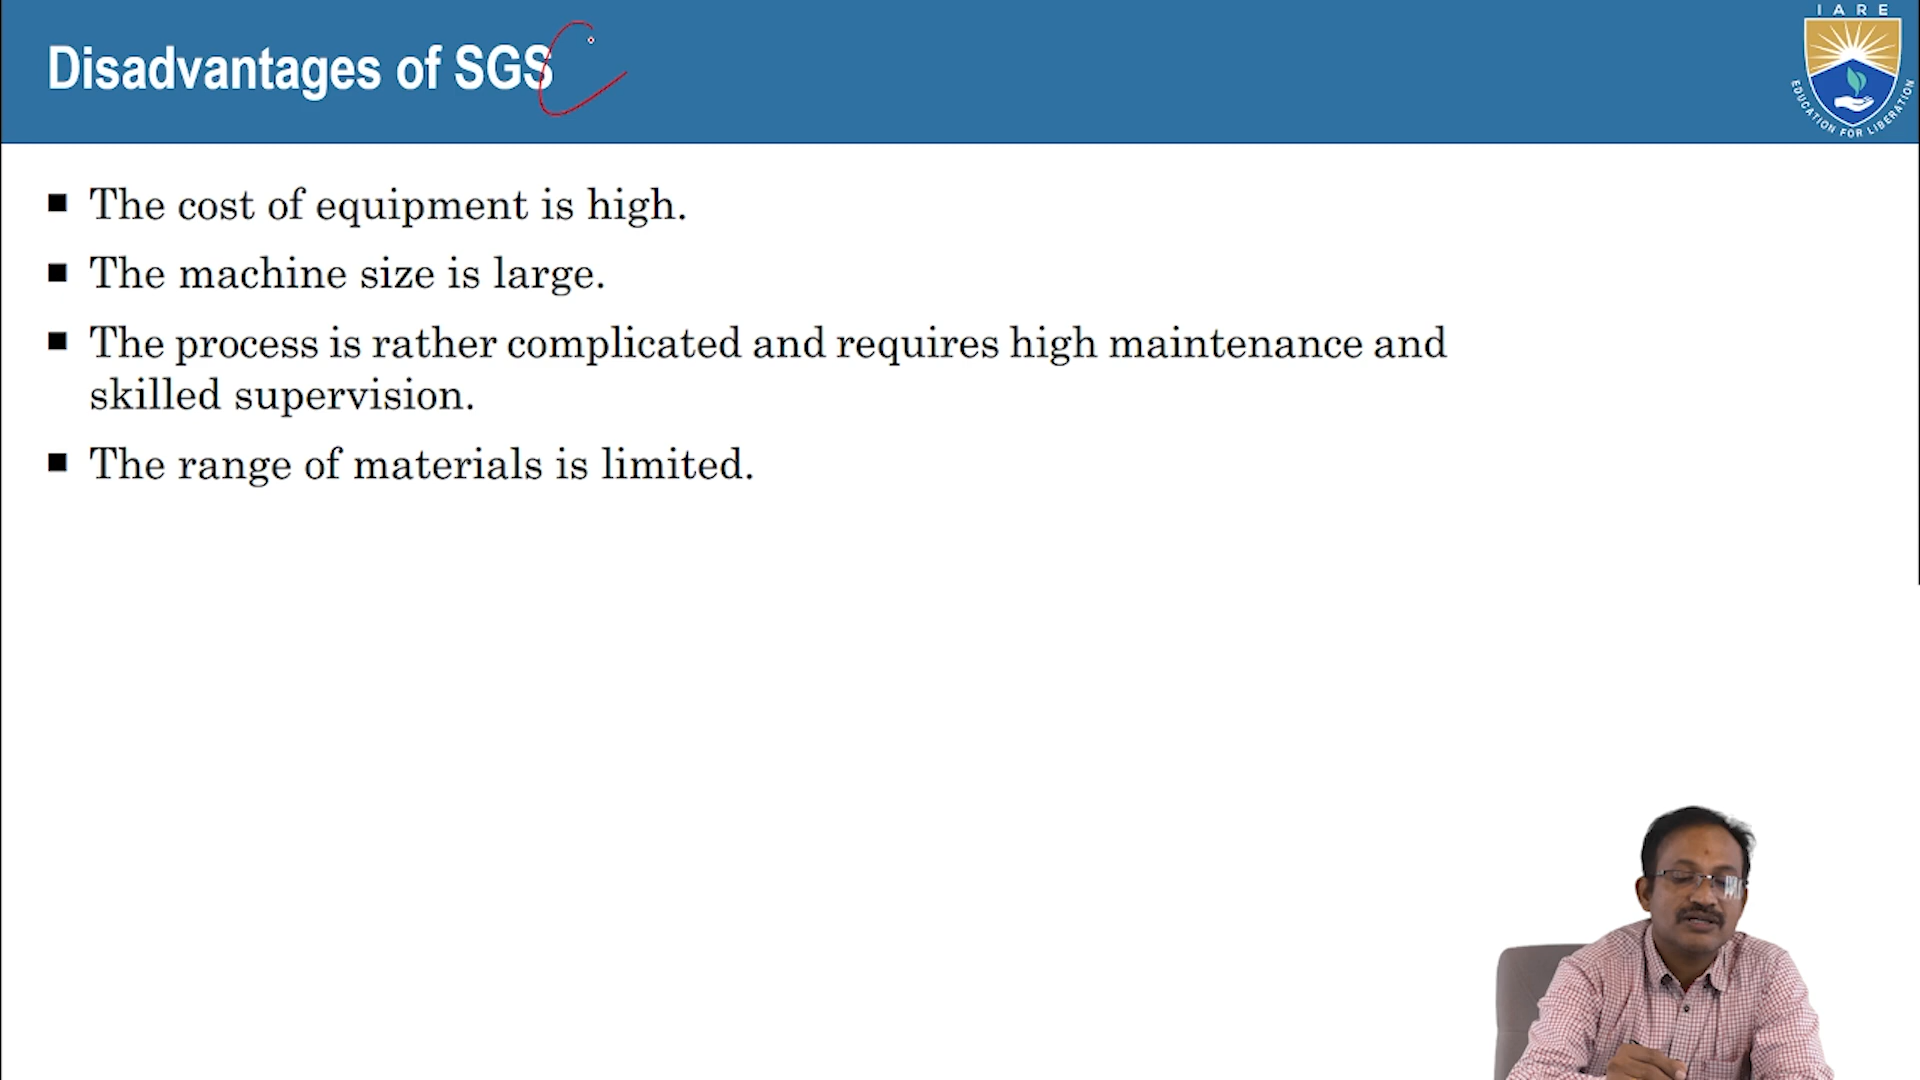 Disadvantages of SGS
IARE
EDUCATION FOR LIBERATION
The cost of equipment is high.
The machine size is large.
The process is rather complicated and requires high maintenance and
skilled supervision.
The range of materials is limited.